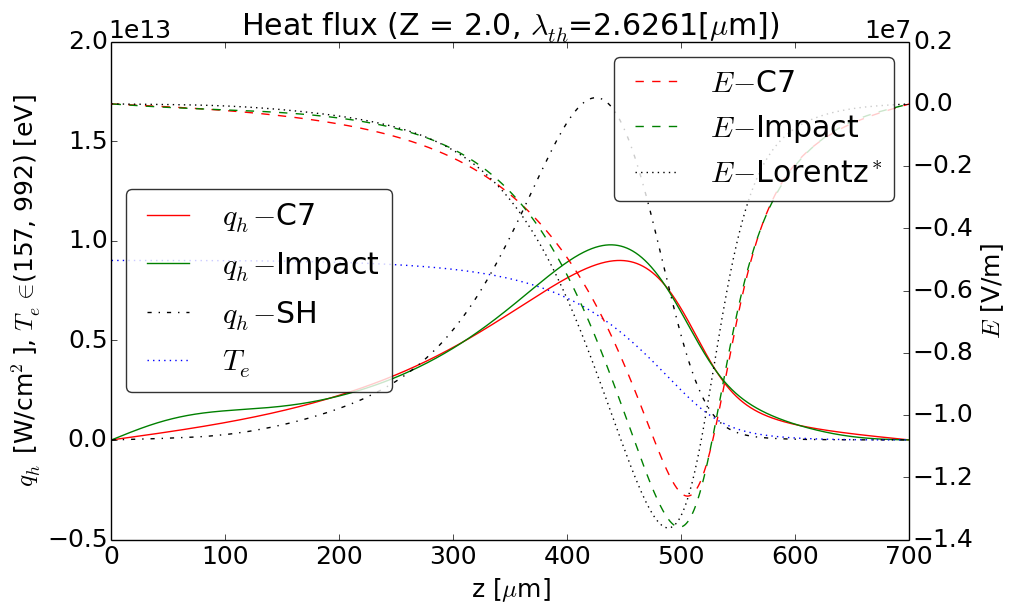 Heat flux (Z = 2.0, λ_th=2.6261[μm])
1e13
1e7
2.0
1.5
1.0
0.5
0.0
−0.5
q_h [W/cm²], T_e ∈(157, 992) [eV]
q_h −C7
q_h −Impact
q_h −SH
T_e
E−C7
E−Impact
E−Lorentz*
0.2
0.0
−0.2
−0.4
−0.6
−0.8
−1.0
−1.2
−1.4
E [V/m]
0 100 200 300 400 500 600 700
z [μm]